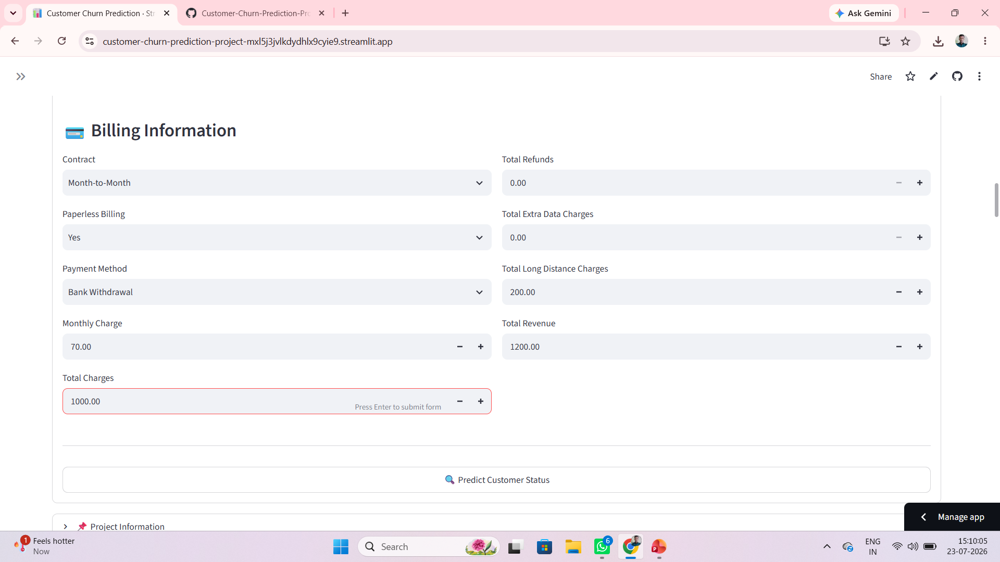 Customer Churn Prediction · Str
Customer-Churn-Prediction-Pro
Ask Gemini
customer-churn-prediction-project-mxl5j3jvlkdydhlx9cyie9.streamlit.app
Share
Billing Information
Contract
Month-to-Month
Total Refunds
0.00
Paperless Billing
Yes
Total Extra Data Charges
0.00
Payment Method
Bank Withdrawal
Total Long Distance Charges
200.00
Monthly Charge
70.00
Total Revenue
1200.00
Total Charges
1000.00
Press Enter to submit form
Predict Customer Status
Manage app
Project Information
1
Feels hotter
Now
Search
6
P
ENG
IN
15:10:05
23-07-2026